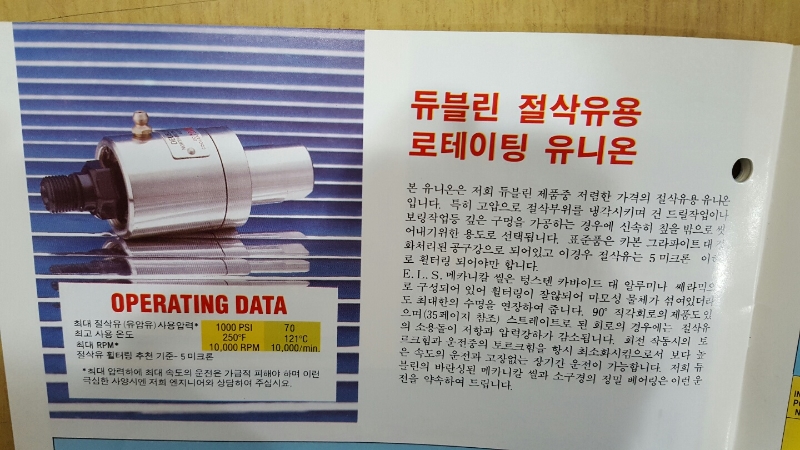 듀블린 절삭유용
로테이팅 유니온
본 유니온은 저희 듀블린 제품중 저렴한 가격의 절삭유용 유니온
입니다. 특히 고압으로 절삭부위를 냉각시키며 건 드릴작업이나
보링작업등 깊은 구멍을 가공하는 경우에 신속히 칩을 밖으로 씻
어내기위한 용도로 선택됩니다. 표준품은 카본 그라파이트 대
화처리된 공구강으로 되어있고 이경우 절삭유는 5 미크론
로 휠터링 되어야만 합니다.
E. L. S. 메카니칼 씰은 텅스텐 카바이드 대 알루미나 쎄라믹으
로 구성되어 있어 휠터링이 잘않되어 미모성 물체가 섞여있더라
도 최대한의 수명을 연장하여 줍니다. 90° 직각회로의 제품도 있
으며(35페이지 참조) 스트레이트로 된 회로의 경우에는 절삭유
의 소용돌이 저항과 압력강하가 감소됩니다. 회전 삭동시의 토
르크힘과 운전중의 토르크힘을 항시 최소화시킴으로서 보다 높
은 속도의 운전과 고장없는 장기간 운전이 가능합니다. 저희 듀
블린의 바란싱된 메키니칼 씰과 소구경의 정밀 베어링은 이런 운
전을 약속하여 드립니다.
OPERATING DATA
최대 절삭유 (유압유) 사용압력* 1000 PSI 70
최고 사용 온도 250°F 121°C
최대 RPM* 10,000 RPM 10,000/min.
절삭유 휠터링 추천 기준- 5 미크론
*최대 압력하에 최대 속도의 운전은 가급적 피해야 하며 이런
극심한 사양서엔 저희 엔지니어와 상담하여 주십시요.